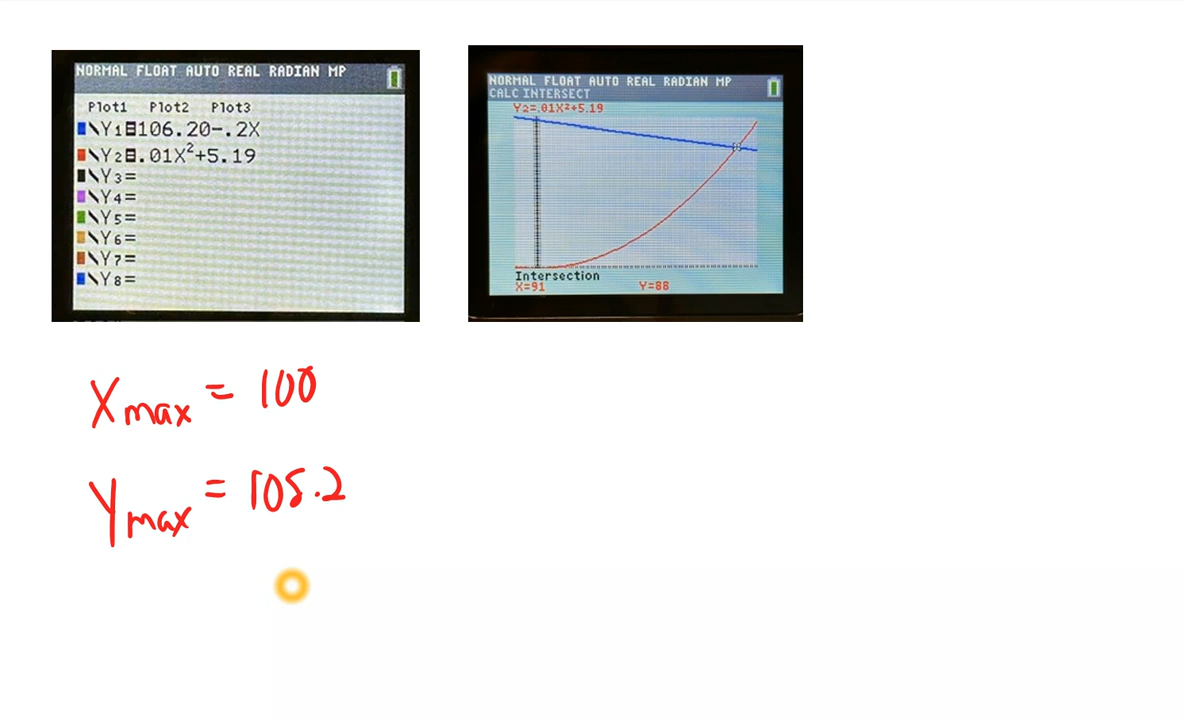 NORMAL FLOAT AUTO REAL RADIAN MP
Plot1 Plot2 Plot3
\Y1=106.20-.2X
\Y2=.01X²+5.19
\Y3=
\Y4=
\Y5=
\Y6=
\Y7=
\Y8=
NORMAL FLOAT AUTO REAL RADIAN MP
CALC INTERSECT
Y2=.01X²+5.19
Intersection
X=91 Y=88
Xmax = 100
Ymax = 105.2